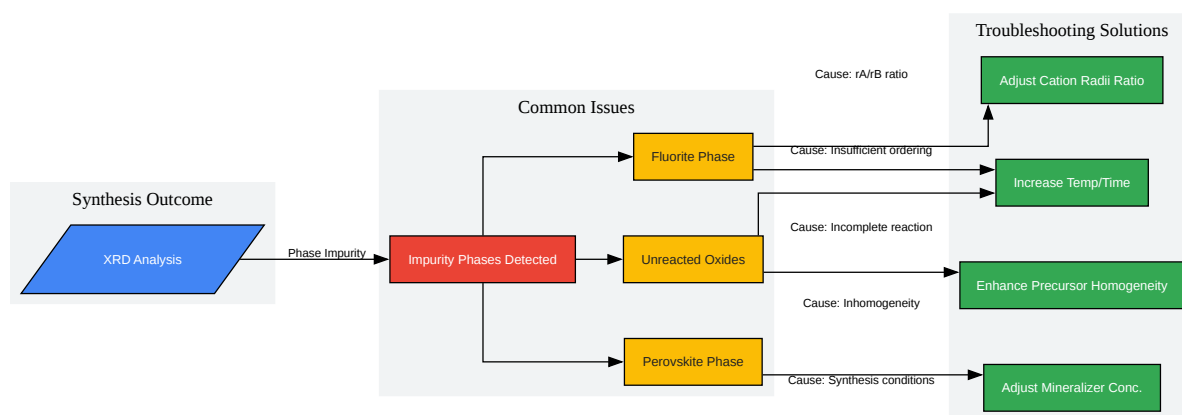 Synthesis Outcome
XRD Analysis
Phase Impurity
Common Issues
Impurity Phases Detected
Fluorite Phase
Unreacted Oxides
Perovskite Phase
Cause: rA/rB ratio
Cause: Insufficient ordering
Cause: Incomplete reaction
Cause: Inhomogeneity
Cause: Synthesis conditions
Troubleshooting Solutions
Adjust Cation Radii Ratio
Increase Temp/Time
Enhance Precursor Homogeneity
Adjust Mineralizer Conc.